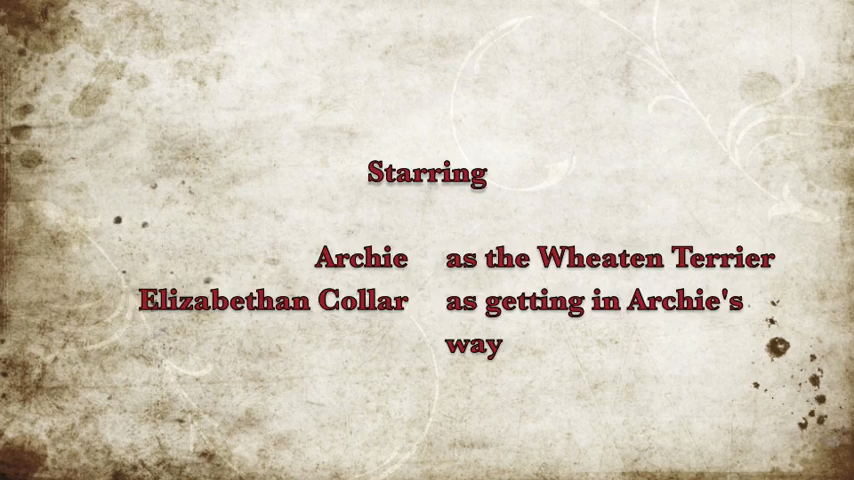 Starring
Archie as the Wheaten Terrier
Elizabethan Collar as getting in Archie's
way